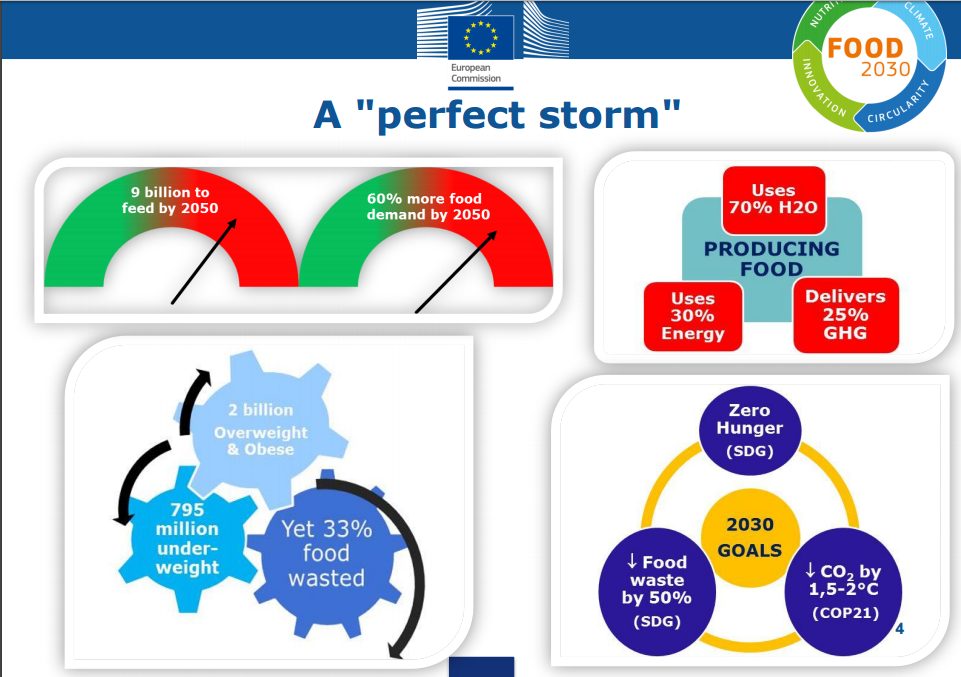 European
Commission
NUTRITI
CLIMATE
FOOD
2030
INNOVATION
CIRCULARITY
A "perfect storm"
9 billion to
feed by 2050
60% more food
demand by 2050
Uses
70% H2O
PRODUCING
FOOD
Uses
30%
Energy
Delivers
25%
GHG
2 billion
Overweight
& Obese
795
million
under-
weight
Yet 33%
food
wasted
Zero
Hunger
(SDG)
2030
GOALS
↓ Food
waste
by 50%
(SDG)
↓ CO₂ by
1,5-2°C
(COP21)
4